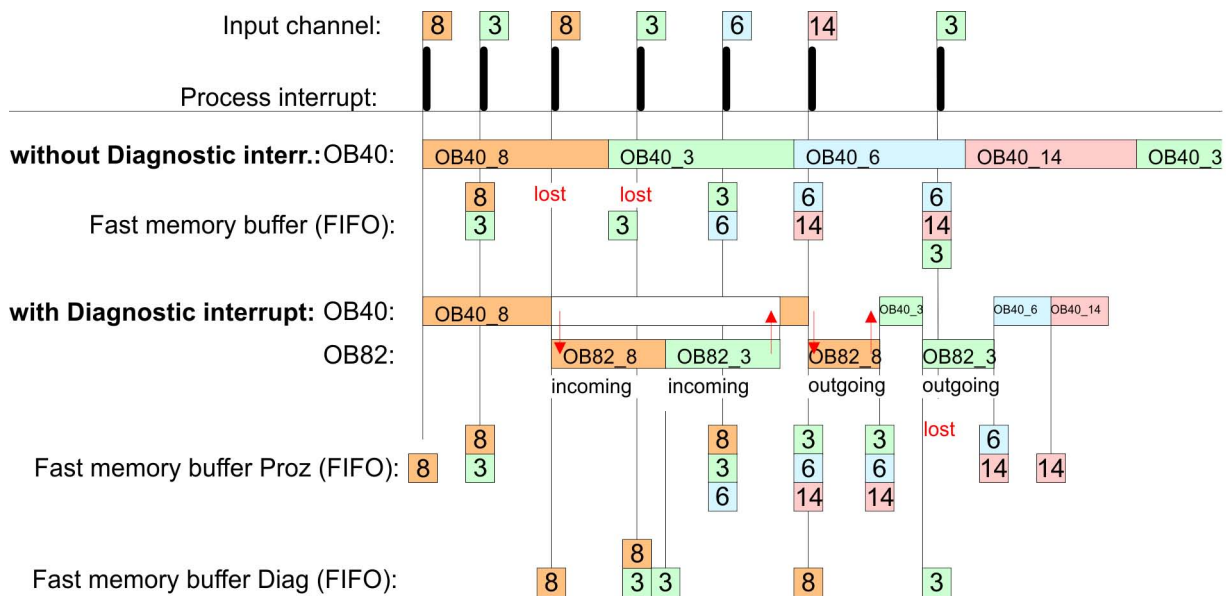 Input channel: 8 3 8 3 6 14 3
Process interrupt:
without Diagnostic interr.: OB40: OB40_8 OB40_3 OB40_6 OB40_14 OB40_3
8 lost lost 3 6 6
Fast memory buffer (FIFO): 3 3 6 14 14
3
with Diagnostic interrupt: OB40: OB40_8 OB40_3 OB40_6 OB40_14
OB82: OB82_8 OB82_3 OB82_8 OB82_3
incoming incoming outgoing outgoing
8 8 3 3 lost 6
Fast memory buffer Proz (FIFO): 8 3 3 6 6 14 14
6 14 14
8
Fast memory buffer Diag (FIFO): 8 3 3 8 3